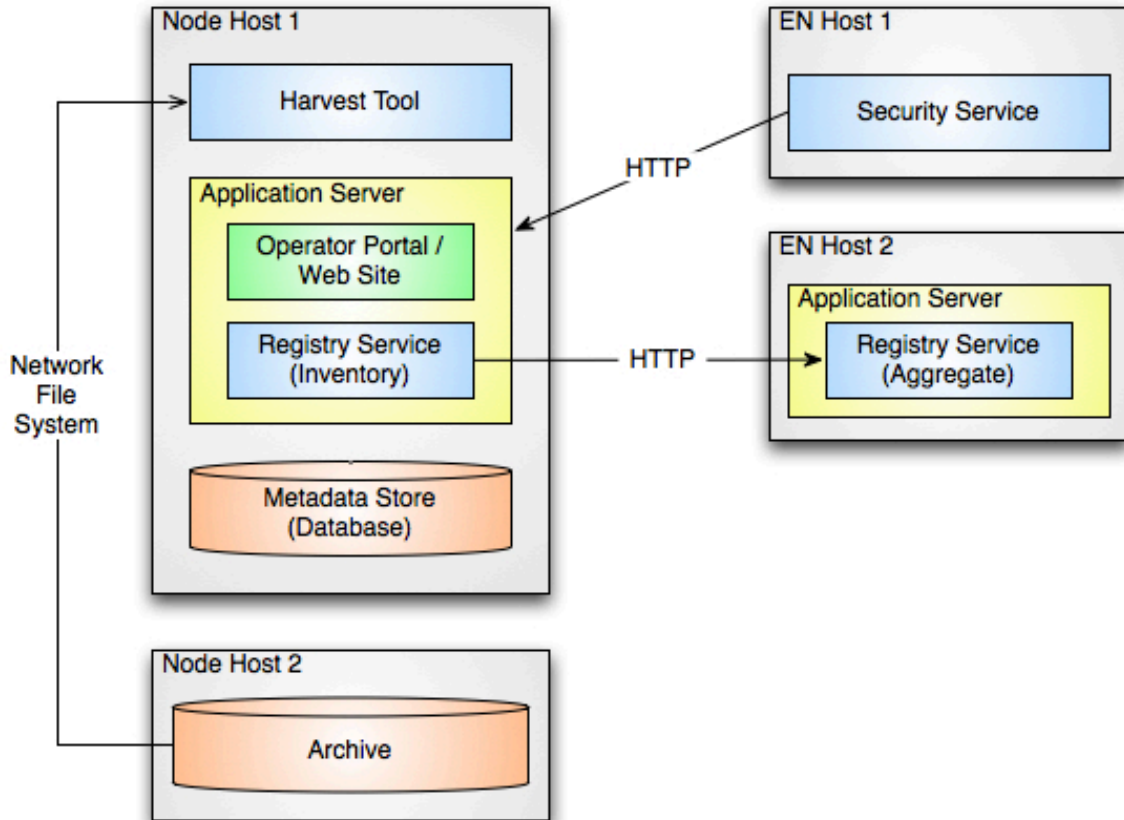 Node Host 1
Harvest Tool
Application Server
Operator Portal /
Web Site
Registry Service
(Inventory)
Metadata Store
(Database)
Network
File
System
Node Host 2
Archive
HTTP
HTTP
EN Host 1
Security Service
EN Host 2
Application Server
Registry Service
(Aggregate)